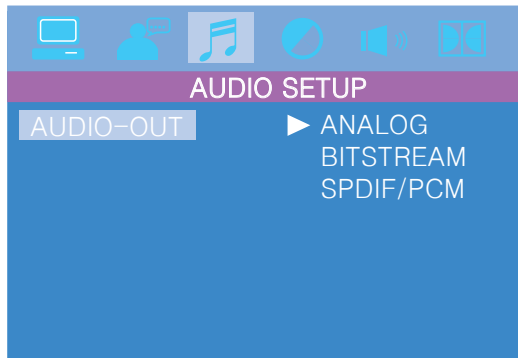 AUDIO SETUP
AUDIO-OUT
ANALOG
BITSTREAM
SPDIF/PCM